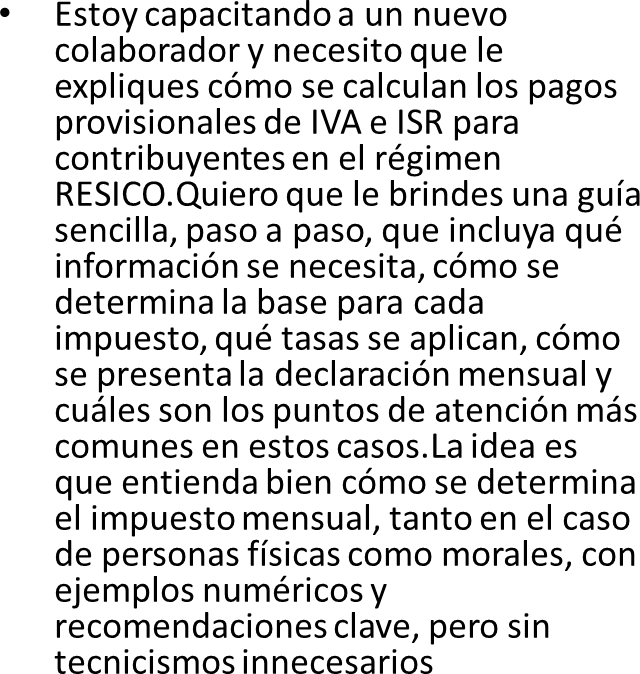 • Estoy capacitando a un nuevo
colaborador y necesito que le
expliques cómo se calculan los pagos
provisionales de IVA e ISR para
contribuyentes en el régimen
RESICO.Quiero que le brindes una guía
sencilla, paso a paso, que incluya qué
información se necesita, cómo se
determina la base para cada
impuesto, qué tasas se aplican, cómo
se presenta la declaración mensual y
cuáles son los puntos de atención más
comunes en estos casos.La idea es
que entienda bien cómo se determina
el impuesto mensual, tanto en el caso
de personas físicas como morales, con
ejemplos numéricos y
recomendaciones clave, pero sin
tecnicismos innecesarios